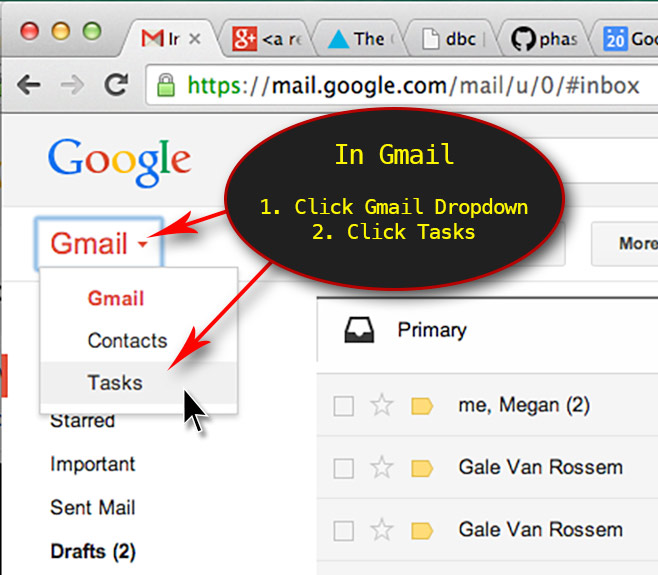 Ir
<a re
The
dbc
phas
20
Goo
https://mail.google.com/mail/u/0/#inbox
Google
In Gmail
1. Click Gmail Dropdown
2. Click Tasks
Gmail
More
Gmail
Contacts
Tasks
Primary
Starred
me, Megan (2)
Important
Gale Van Rossem
Sent Mail
Gale Van Rossem
Drafts (2)